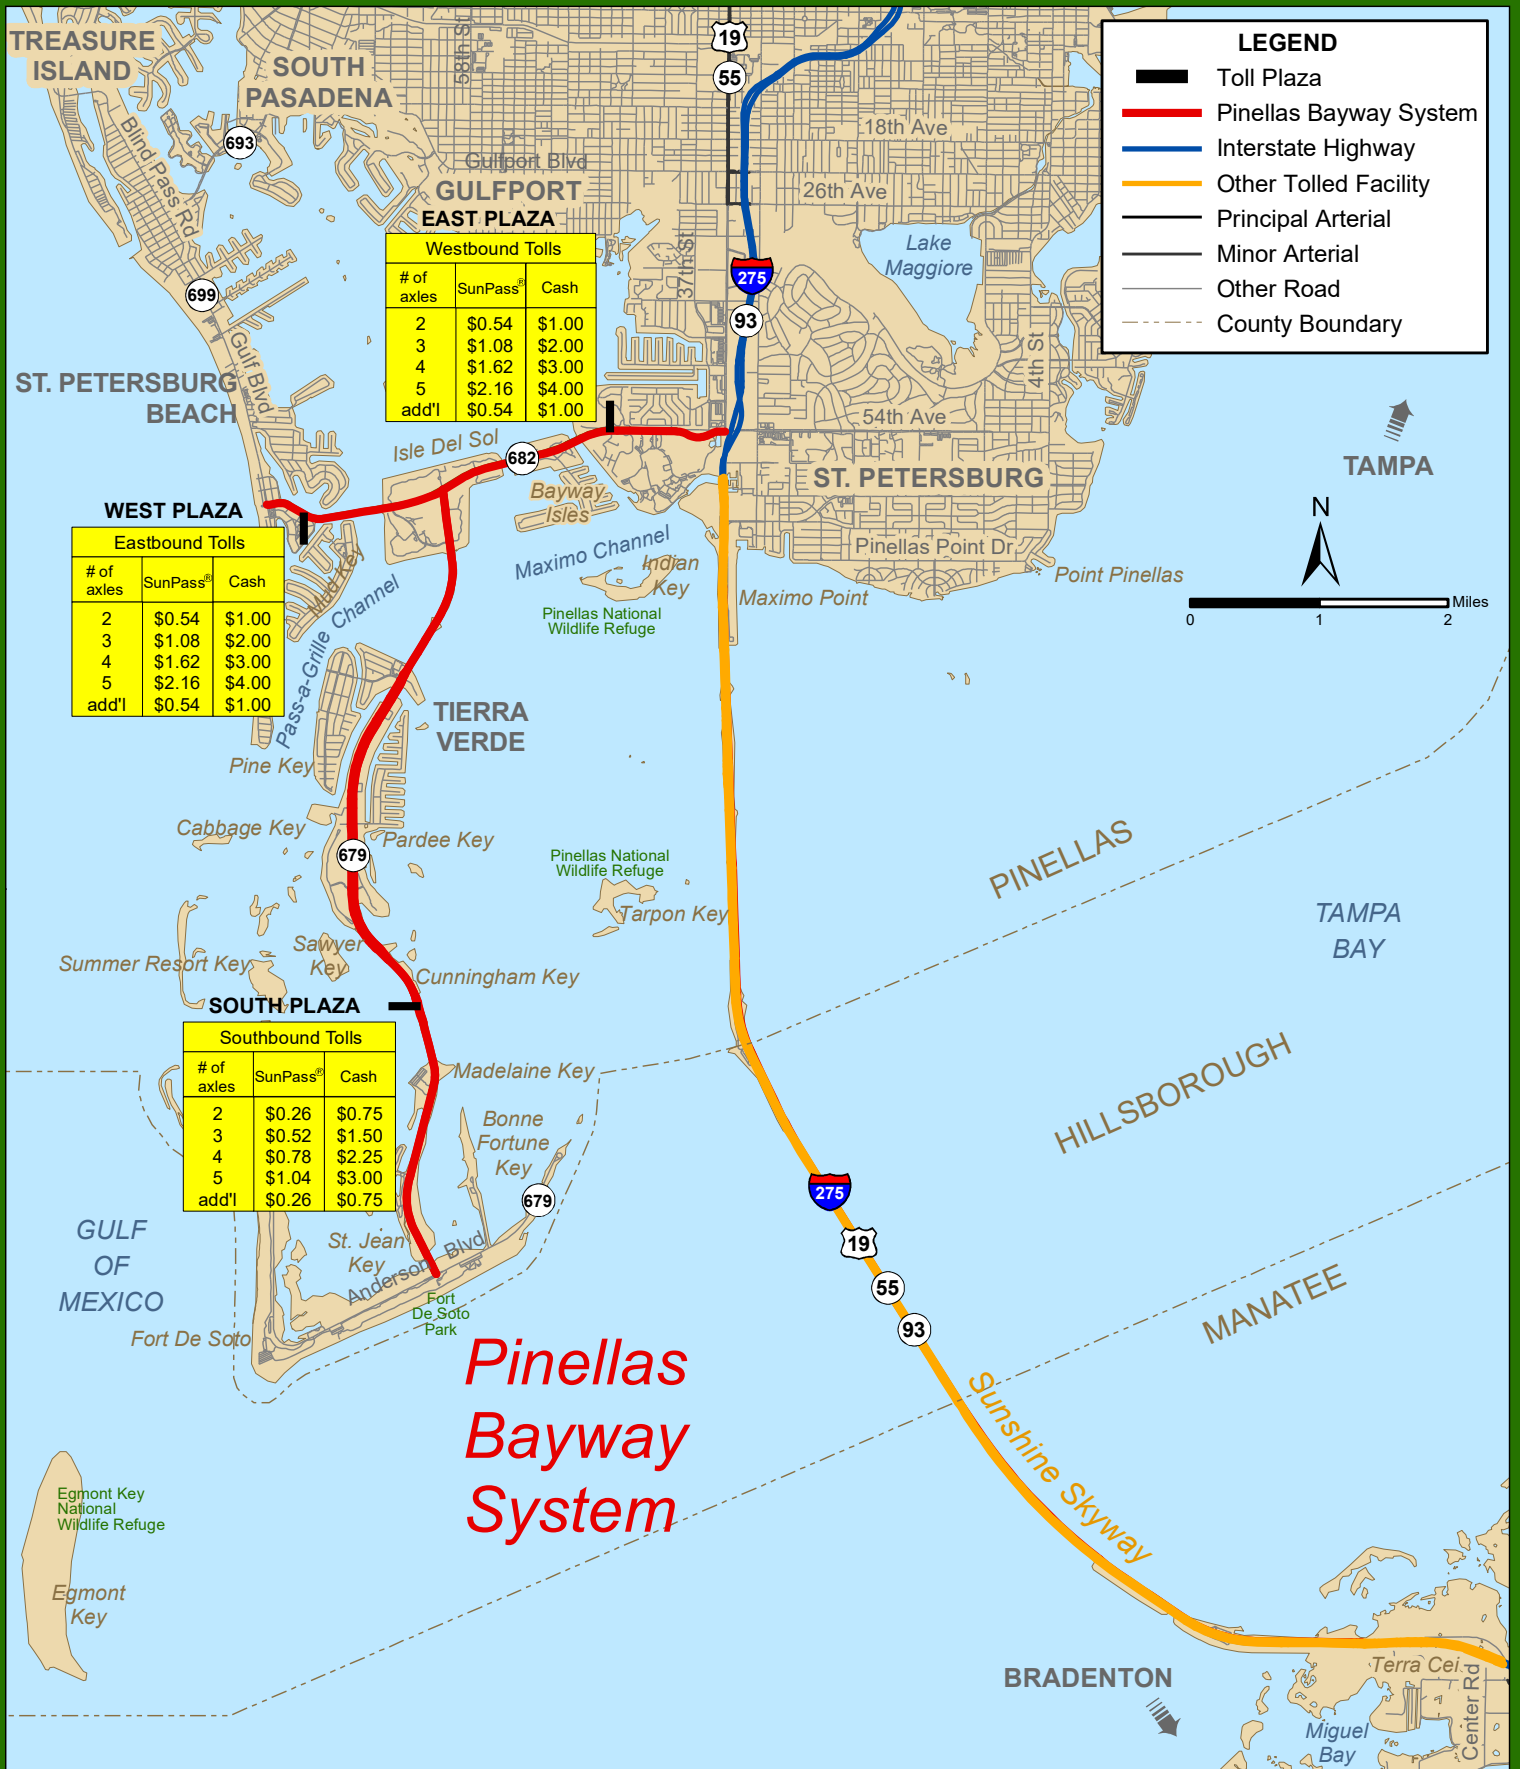 TREASURE
ISLAND
SOUTH
PASADENA
58th St
19
55
LEGEND
Toll Plaza
Pinellas Bayway System
Interstate Highway
Other Tolled Facility
Principal Arterial
Minor Arterial
Other Road
County Boundary
693
Blind Pass Rd
18th Ave
Gulfport Blvd
GULFPORT
26th Ave
EAST PLAZA
Westbound Tolls
# of axles SunPass® Cash
2 $0.54 $1.00
3 $1.08 $2.00
4 $1.62 $3.00
5 $2.16 $4.00
add'l $0.54 $1.00
37th St
Lake
Maggiore
275
93
699
Gulf Blvd
4th St
ST. PETERSBURG
BEACH
54th Ave
Isle Del Sol
682
TAMPA
ST. PETERSBURG
Bayway
Isles
N
WEST PLAZA
Eastbound Tolls
# of axles SunPass® Cash
2 $0.54 $1.00
3 $1.08 $2.00
4 $1.62 $3.00
5 $2.16 $4.00
add'l $0.54 $1.00
Mud Key
Pass-a-Grille Channel
Maximo Channel
Indian
Key
Pinellas Point Dr
Point Pinellas
Maximo Point
Pinellas National
Wildlife Refuge
Miles
0 1 2
TIERRA
VERDE
Pine Key
Cabbage Key
Pardee Key
679
Pinellas National
Wildlife Refuge
Tarpon Key
PINELLAS
TAMPA
BAY
Sawyer
Key
Summer Resort Key
Cunningham Key
SOUTH PLAZA
Southbound Tolls
# of axles SunPass® Cash
2 $0.26 $0.75
3 $0.52 $1.50
4 $0.78 $2.25
5 $1.04 $3.00
add'l $0.26 $0.75
Madelaine Key
Bonne
Fortune
Key
679
HILLSBOROUGH
275
19
55
93
GULF
OF
MEXICO
St. Jean
Key
Anderson Blvd
Fort
De Soto
Park
Fort De Soto
MANATEE
Pinellas
Bayway
System
Sunshine Skyway
Egmont Key
National
Wildlife Refuge
Egmont
Key
BRADENTON
Terra Cei
Center Rd
Miguel
Bay